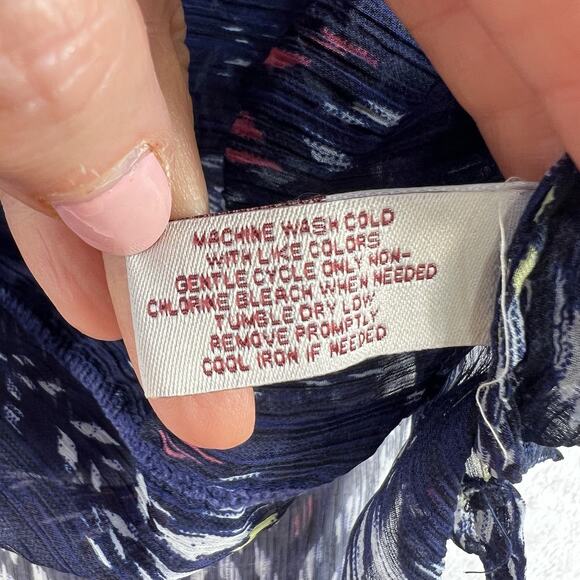 MACHINE WASH COLD
WITH LIKE COLORS
GENTLE CYCLE ONLY NON-
CHLORINE BLEACH WHEN NEEDED
TUMBLE DRY LOW
REMOVE PROMPTLY
COOL IRON IF NEEDED